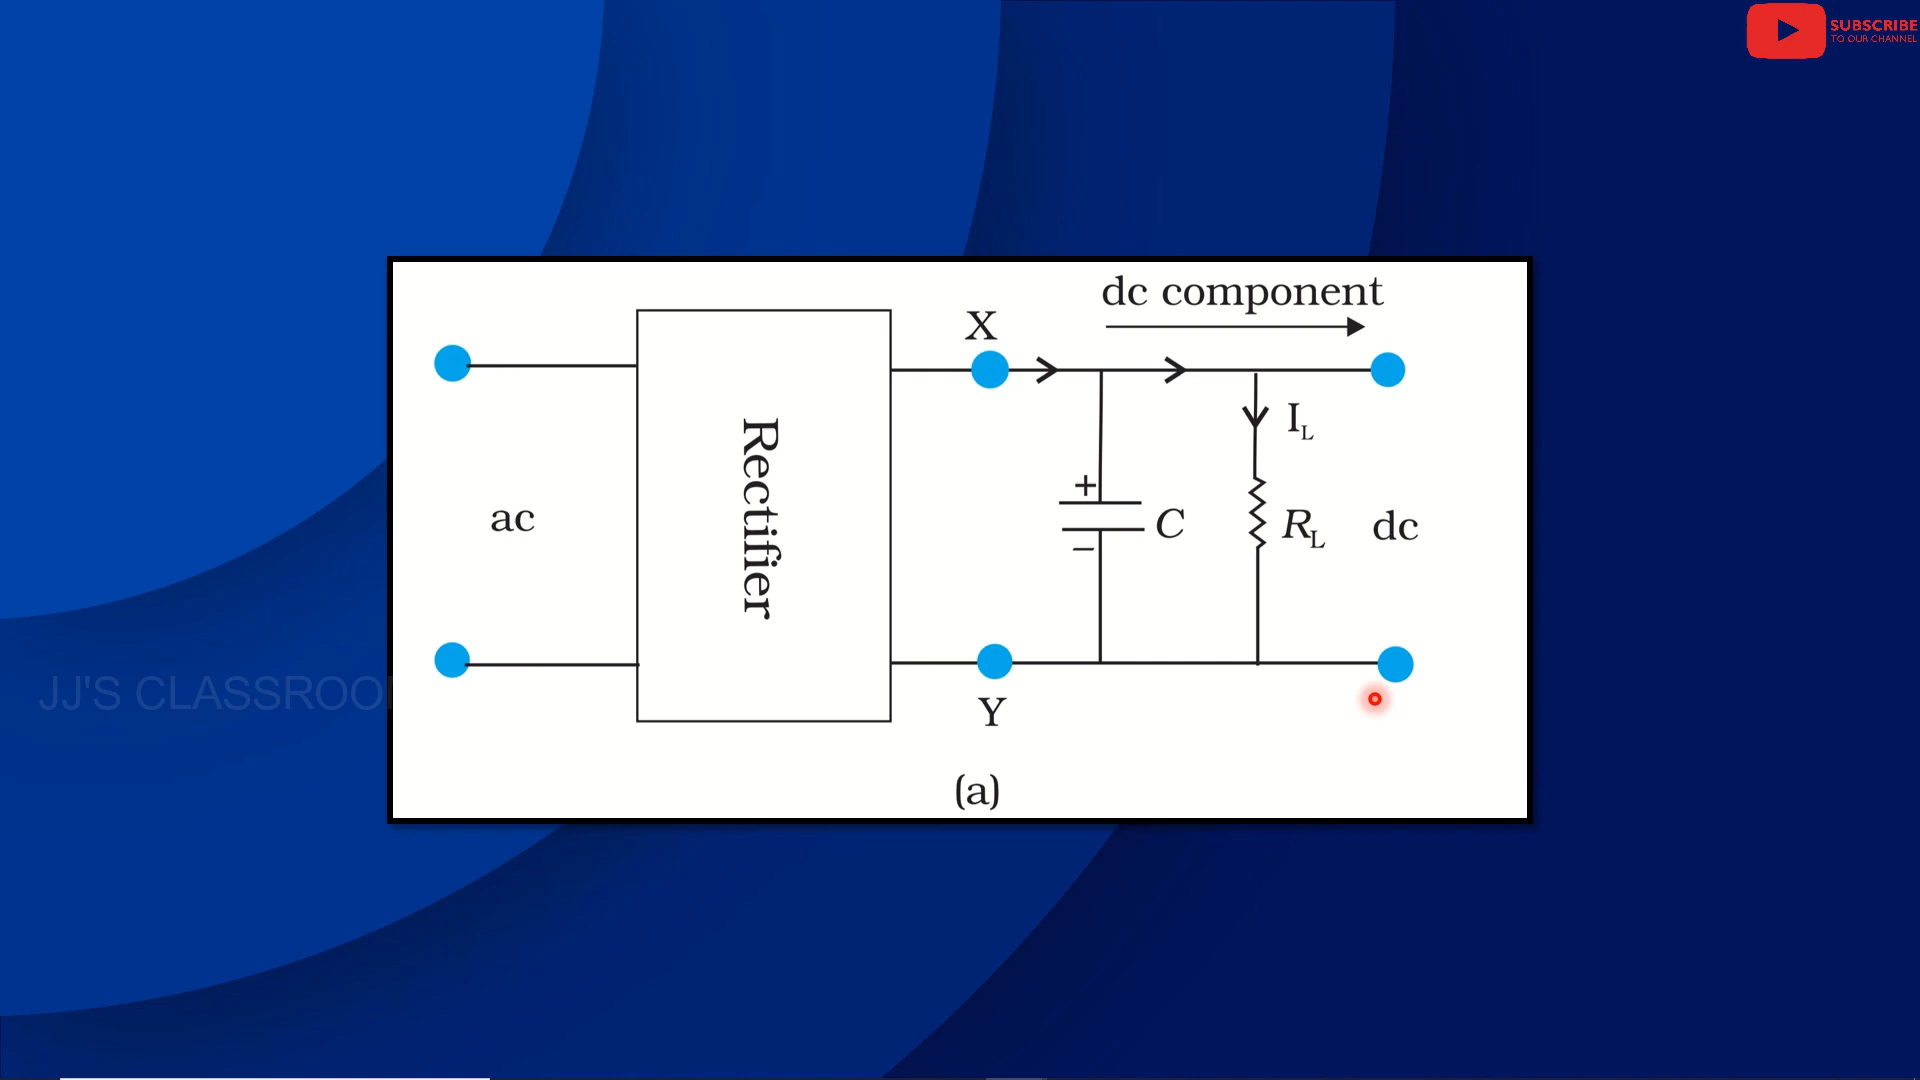 SUBSCRIBE
TO OUR CHANNEL
dc component
X
I_L
Rectifier
ac
+
C
R_L
dc
−
JJ'S CLASSROO
Y
(a)